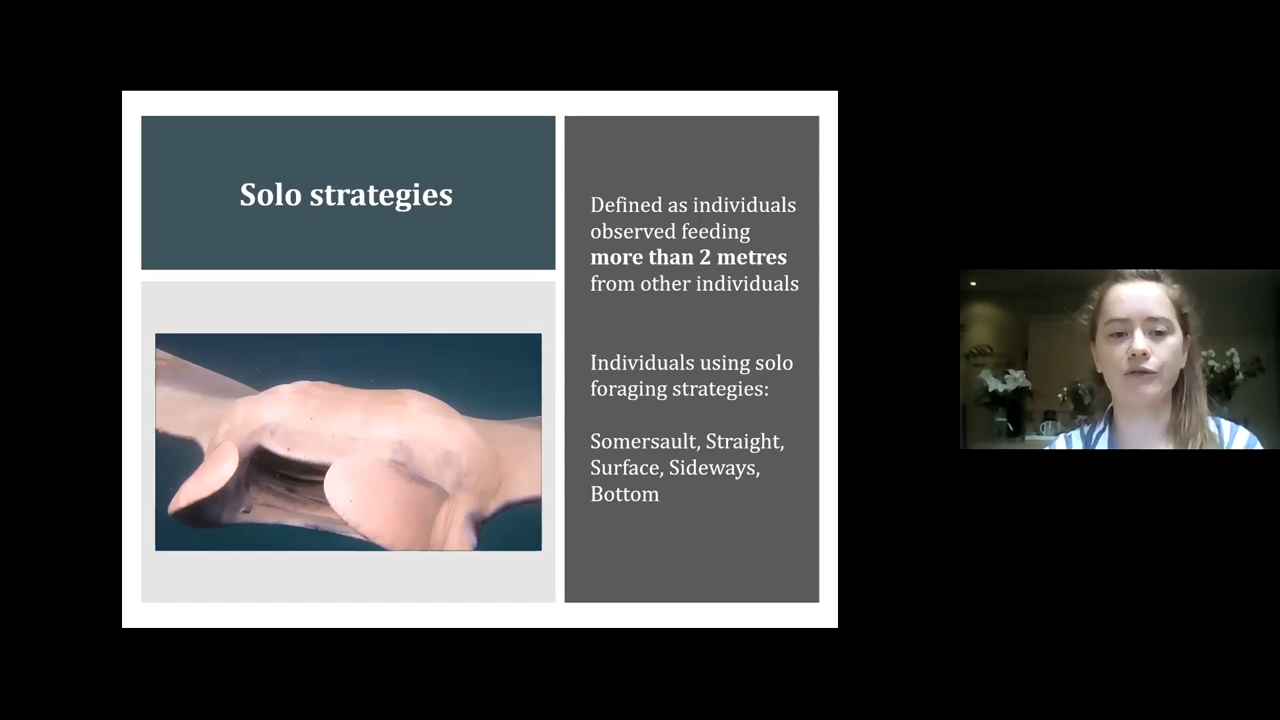 Solo strategies
Defined as individuals
observed feeding
more than 2 metres
from other individuals
Individuals using solo
foraging strategies:
Somersault, Straight,
Surface, Sideways,
Bottom